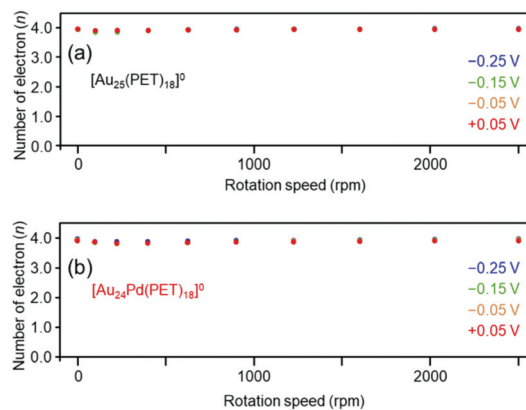 4.0
3.0
2.0
1.0
0.0
Number of electron (n)
(a)
[Au25(PET)18]⁰
−0.25 V
−0.15 V
−0.05 V
+0.05 V
0 1000 2000
Rotation speed (rpm)
4.0
3.0
2.0
1.0
0.0
Number of electron (n)
(b)
[Au24Pd(PET)18]⁰
−0.25 V
−0.15 V
−0.05 V
+0.05 V
0 1000 2000
Rotation speed (rpm)